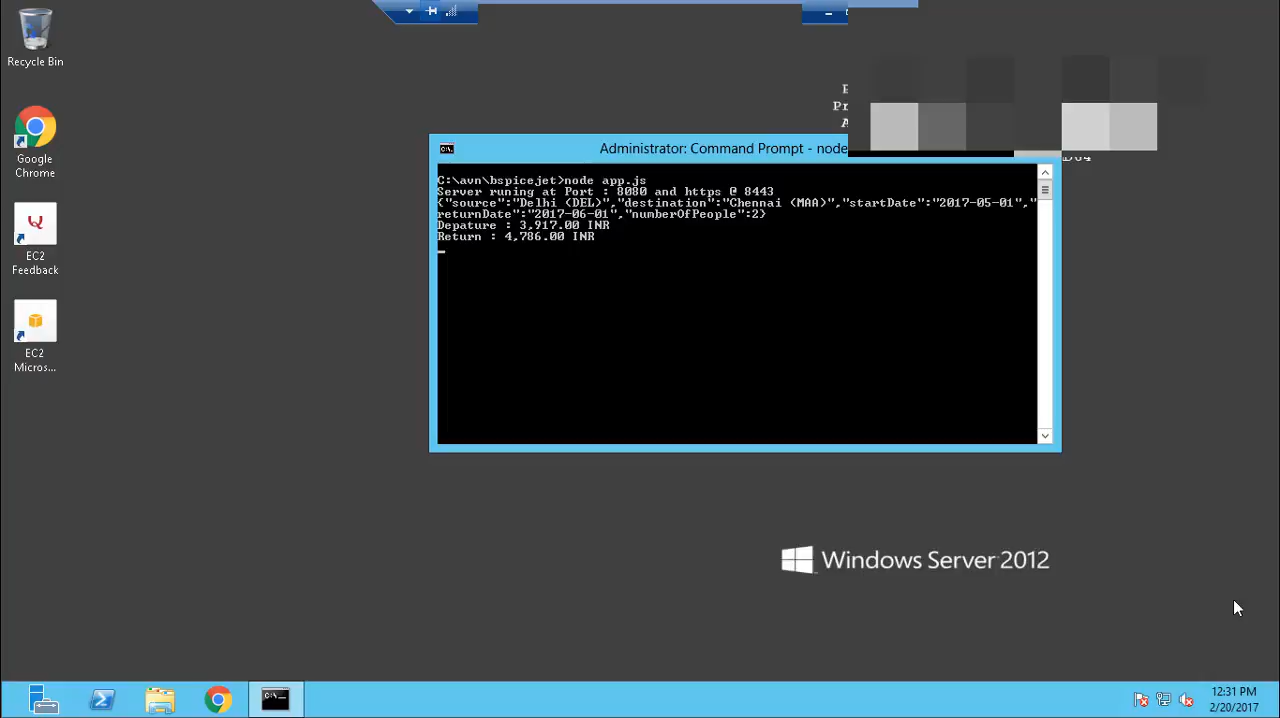 Recycle Bin
Google
Chrome
EC2
Feedback
EC2
Micros...
Administrator: Command Prompt - node
C:\avn\bspicejet>node app.js
Server runing at Port : 8080 and https @ 8443
{"source":"Delhi (DEL)","destination":"Chennai (MAA)","startDate":"2017-05-01","
returnDate":"2017-06-01","numberOfPeople":2}
Depature : 3,917.00 INR
Return : 4,786.00 INR
Windows Server 2012
12:31 PM
2/20/2017